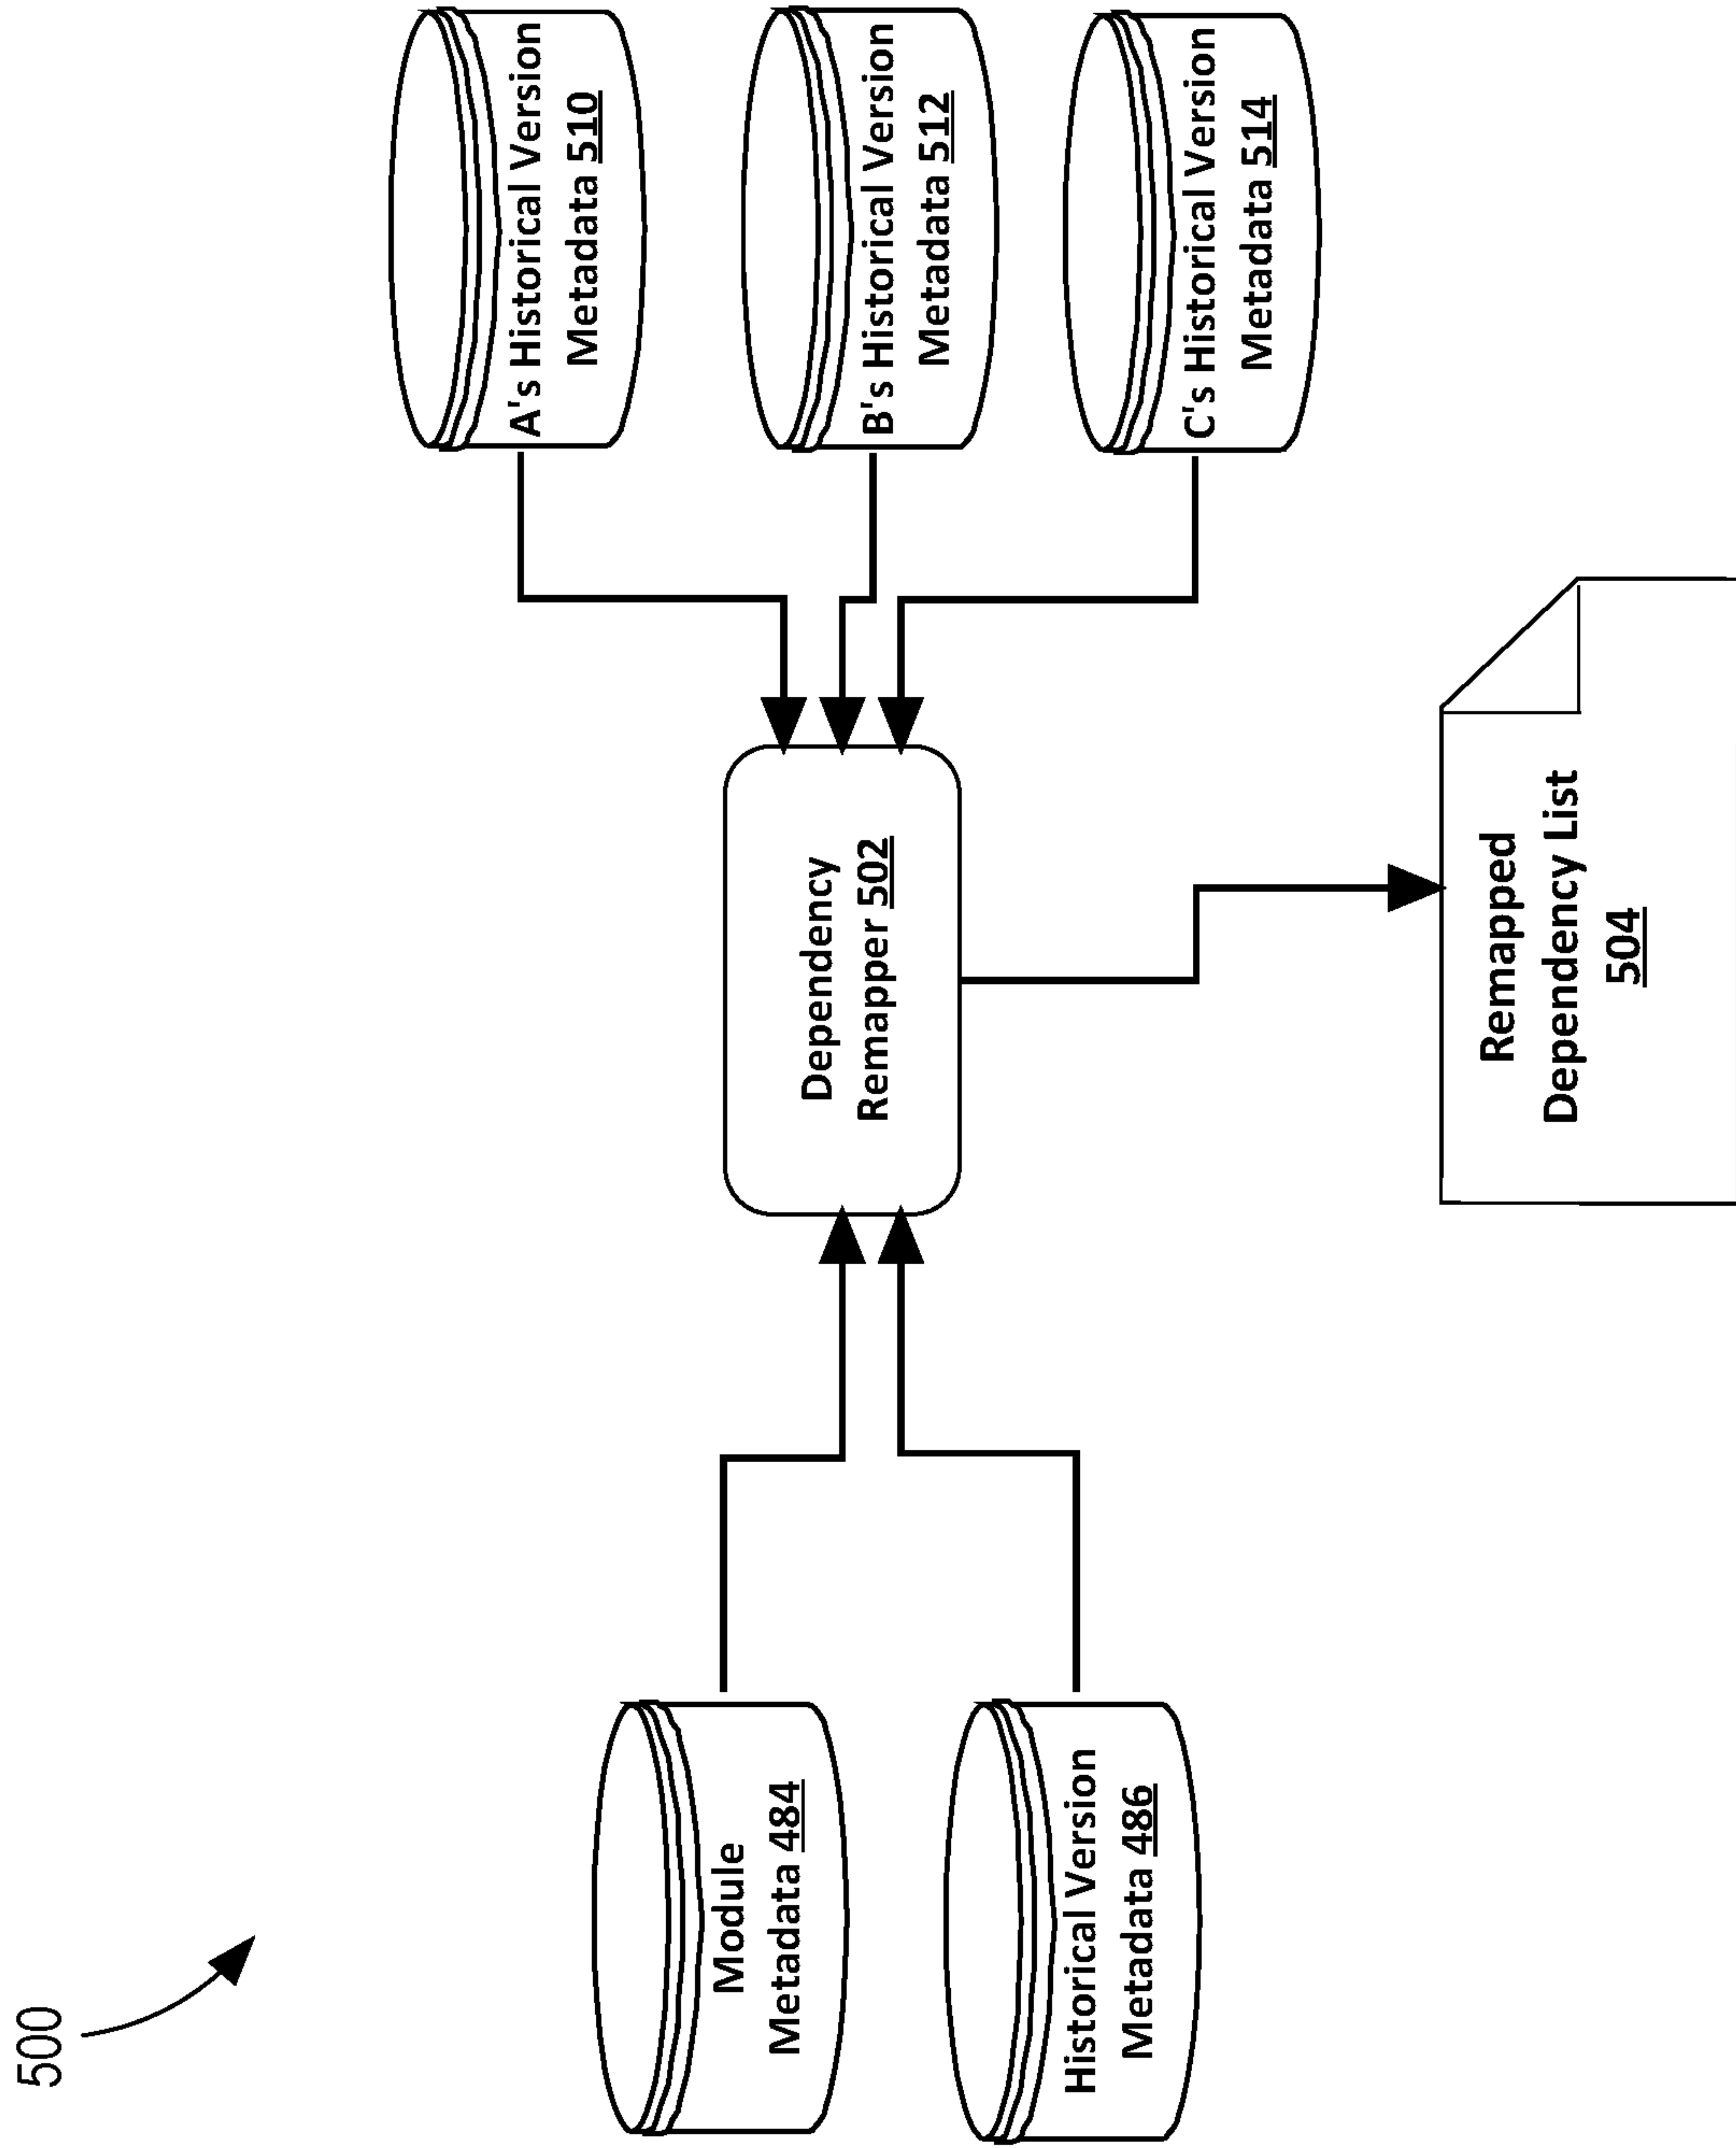 500
Module
Metadata 484
Historical Version
Metadata 486
Dependency
Remapper 502
A's Historical Version
Metadata 510
B's Historical Version
Metadata 512
C's Historical Version
Metadata 514
Remapped
Dependency List
504